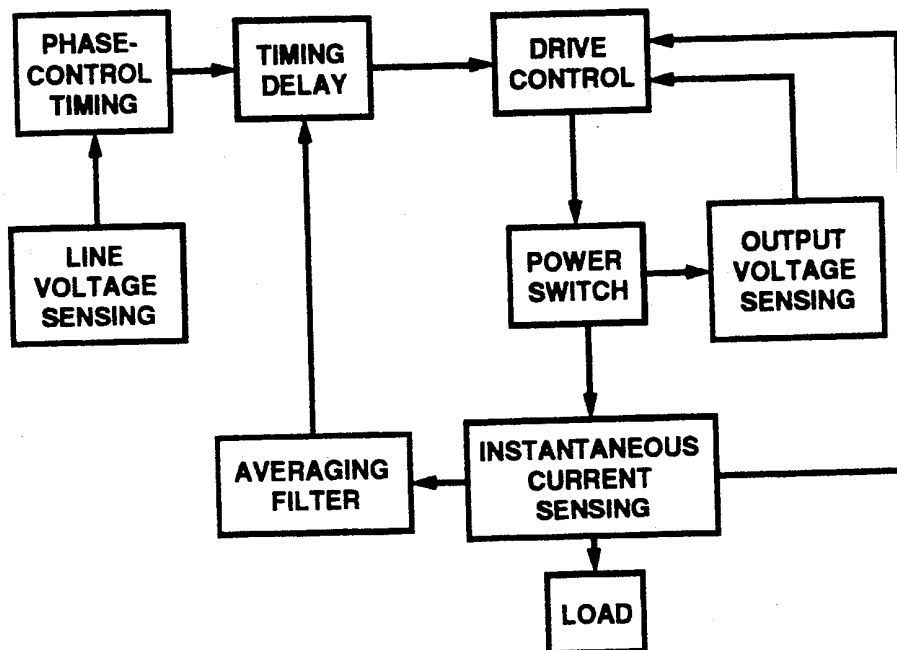 PHASE-
CONTROL
TIMING
TIMING
DELAY
DRIVE
CONTROL
LINE
VOLTAGE
SENSING
POWER
SWITCH
OUTPUT
VOLTAGE
SENSING
AVERAGING
FILTER
INSTANTANEOUS
CURRENT
SENSING
LOAD